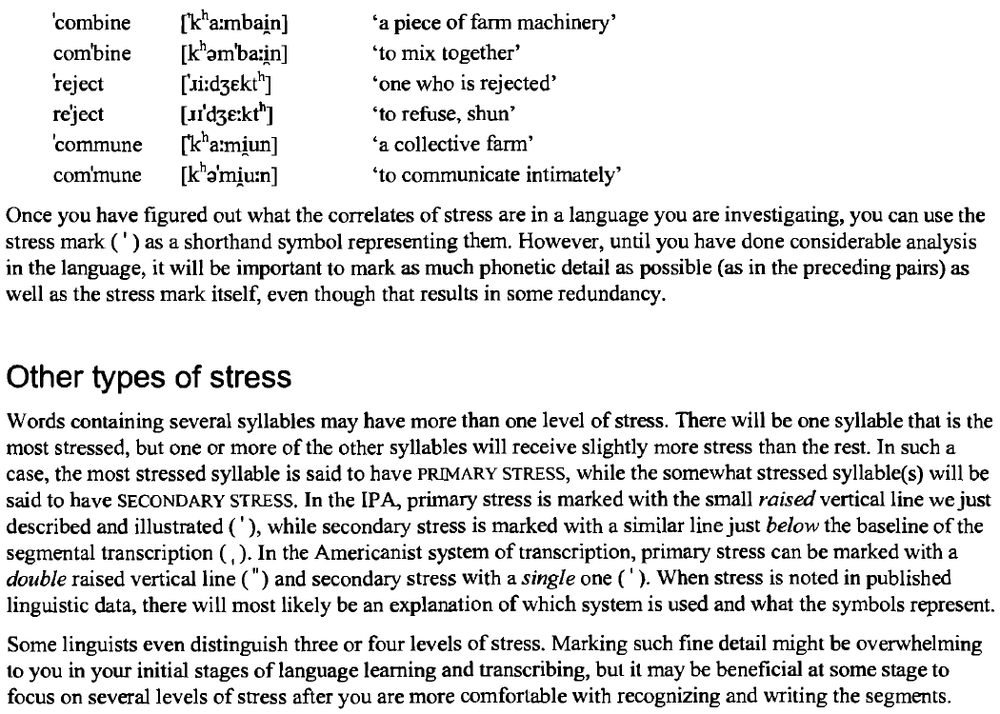 ˈcombine [ˈkʰaːmbai̯n] ‘a piece of farm machinery’
comˈbine [kʰəmˈbaːi̯n] ‘to mix together’
ˈreject [ˈɹiːdʒɛktʰ] ‘one who is rejected’
reˈject [ɹɪˈdʒɛːktʰ] ‘to refuse, shun’
ˈcommune [ˈkʰaːmi̯un] ‘a collective farm’
comˈmune [kʰəˈmi̯uːn] ‘to communicate intimately’
Once you have figured out what the correlates of stress are in a language you are investigating, you can use the
stress mark ( ˈ ) as a shorthand symbol representing them. However, until you have done considerable analysis
in the language, it will be important to mark as much phonetic detail as possible (as in the preceding pairs) as
well as the stress mark itself, even though that results in some redundancy.
Other types of stress
Words containing several syllables may have more than one level of stress. There will be one syllable that is the
most stressed, but one or more of the other syllables will receive slightly more stress than the rest. In such a
case, the most stressed syllable is said to have PRIMARY STRESS, while the somewhat stressed syllable(s) will be
said to have SECONDARY STRESS. In the IPA, primary stress is marked with the small raised vertical line we just
described and illustrated ( ˈ ), while secondary stress is marked with a similar line just below the baseline of the
segmental transcription ( ˌ ). In the Americanist system of transcription, primary stress can be marked with a
double raised vertical line ( " ) and secondary stress with a single one ( ˈ ). When stress is noted in published
linguistic data, there will most likely be an explanation of which system is used and what the symbols represent.
Some linguists even distinguish three or four levels of stress. Marking such fine detail might be overwhelming
to you in your initial stages of language learning and transcribing, but it may be beneficial at some stage to
focus on several levels of stress after you are more comfortable with recognizing and writing the segments.